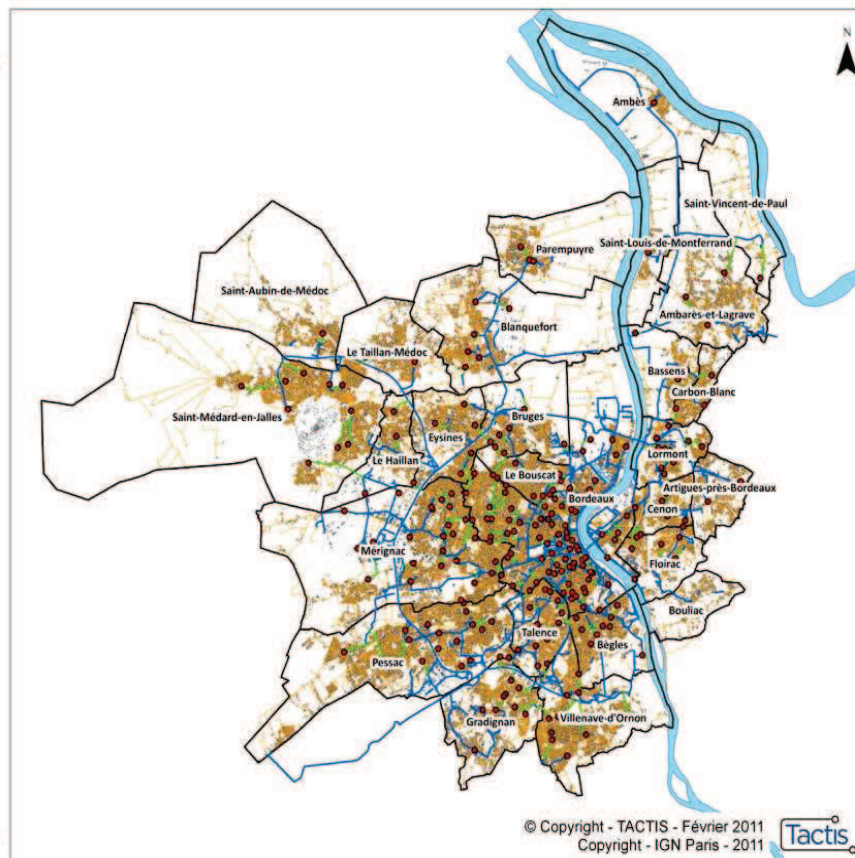 N
Ambès
Saint-Vincent-de-Paul
Parempuyre
Saint-Louis-de-Montferrand
Saint-Aubin-de-Médoc
Ambarès-et-Lagrave
Blanquefort
Le Taillan-Médoc
Bassens
Carbon-Blanc
Saint-Médard-en-Jalles
Bruges
Eysines
Lormont
Le Haillan
Le Bouscat
Artigues-près-Bordeaux
Bordeaux
Cenon
Mérignac
Floirac
Bouliac
Talence
Bègles
Pessac
Gradignan
Villenave-d'Ornon
© Copyright - TACTIS - Février 2011
Copyright - IGN Paris - 2011
Tactis